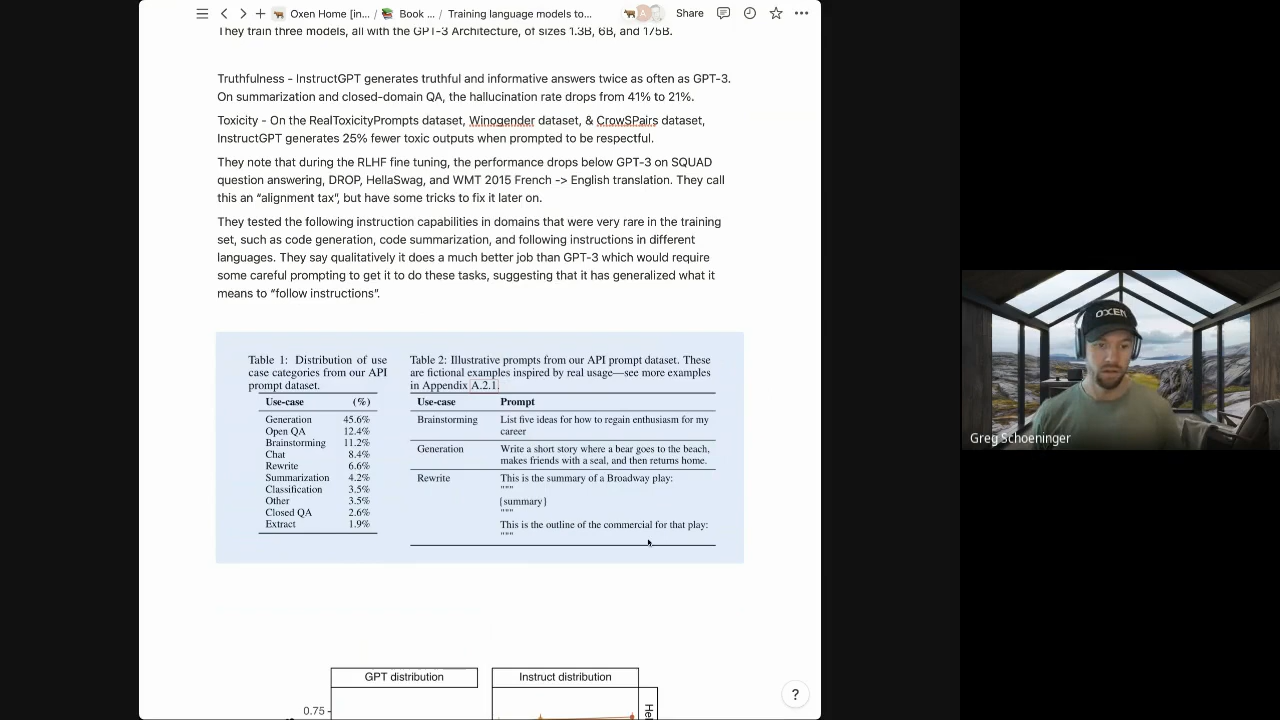 Oxen Home [in... / Book ... / Training language models to...
Share
They train three models, all with the GPT-3 Architecture, of sizes 1.3B, 6B, and 175B.
Truthfulness - InstructGPT generates truthful and informative answers twice as often as GPT-3.
On summarization and closed-domain QA, the hallucination rate drops from 41% to 21%.
Toxicity - On the RealToxicityPrompts dataset, Winogender dataset, & CrowSPairs dataset,
InstructGPT generates 25% fewer toxic outputs when prompted to be respectful.
They note that during the RLHF fine tuning, the performance drops below GPT-3 on SQUAD
question answering, DROP, HellaSwag, and WMT 2015 French -> English translation. They call
this an “alignment tax”, but have some tricks to fix it later on.
They tested the following instruction capabilities in domains that were very rare in the training
set, such as code generation, code summarization, and following instructions in different
languages. They say qualitatively it does a much better job than GPT-3 which would require
some careful prompting to get it to do these tasks, suggesting that it has generalized what it
means to “follow instructions”.
Table 1: Distribution of use
case categories from our API
prompt dataset.
Use-case (%)
Generation 45.6%
Open QA 12.4%
Brainstorming 11.2%
Chat 8.4%
Rewrite 6.6%
Summarization 4.2%
Classification 3.5%
Other 3.5%
Closed QA 2.6%
Extract 1.9%
Table 2: Illustrative prompts from our API prompt dataset. These
are fictional examples inspired by real usage—see more examples
in Appendix A.2.1.
Use-case Prompt
Brainstorming List five ideas for how to regain enthusiasm for my
career
Generation Write a short story where a bear goes to the beach,
makes friends with a seal, and then returns home.
Rewrite This is the summary of a Broadway play:
"""
{summary}
"""
This is the outline of the commercial for that play:
"""
GPT distribution
Instruct distribution
0.75
He
?
OXEN
Greg Schoeninger